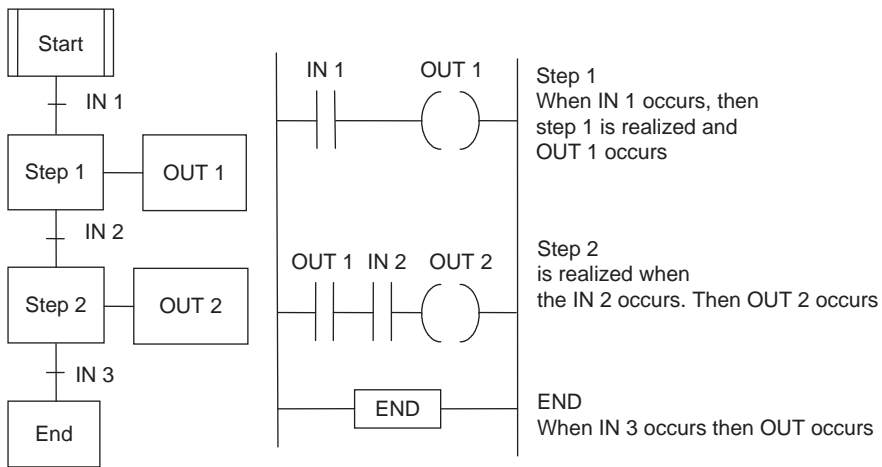 Start
IN 1
Step 1
OUT 1
IN 2
Step 2
OUT 2
IN 3
End
IN 1
OUT 1
OUT 1
IN 2
OUT 2
END
Step 1
When IN 1 occurs, then
step 1 is realized and
OUT 1 occurs
Step 2
is realized when
the IN 2 occurs. Then OUT 2 occurs
END
When IN 3 occurs then OUT occurs